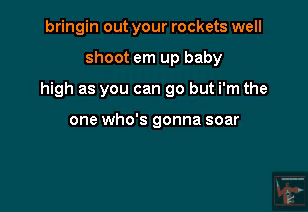 bringin out your rockets well
shoot em up baby
high as you can go but i'm the
one who's gonna soar